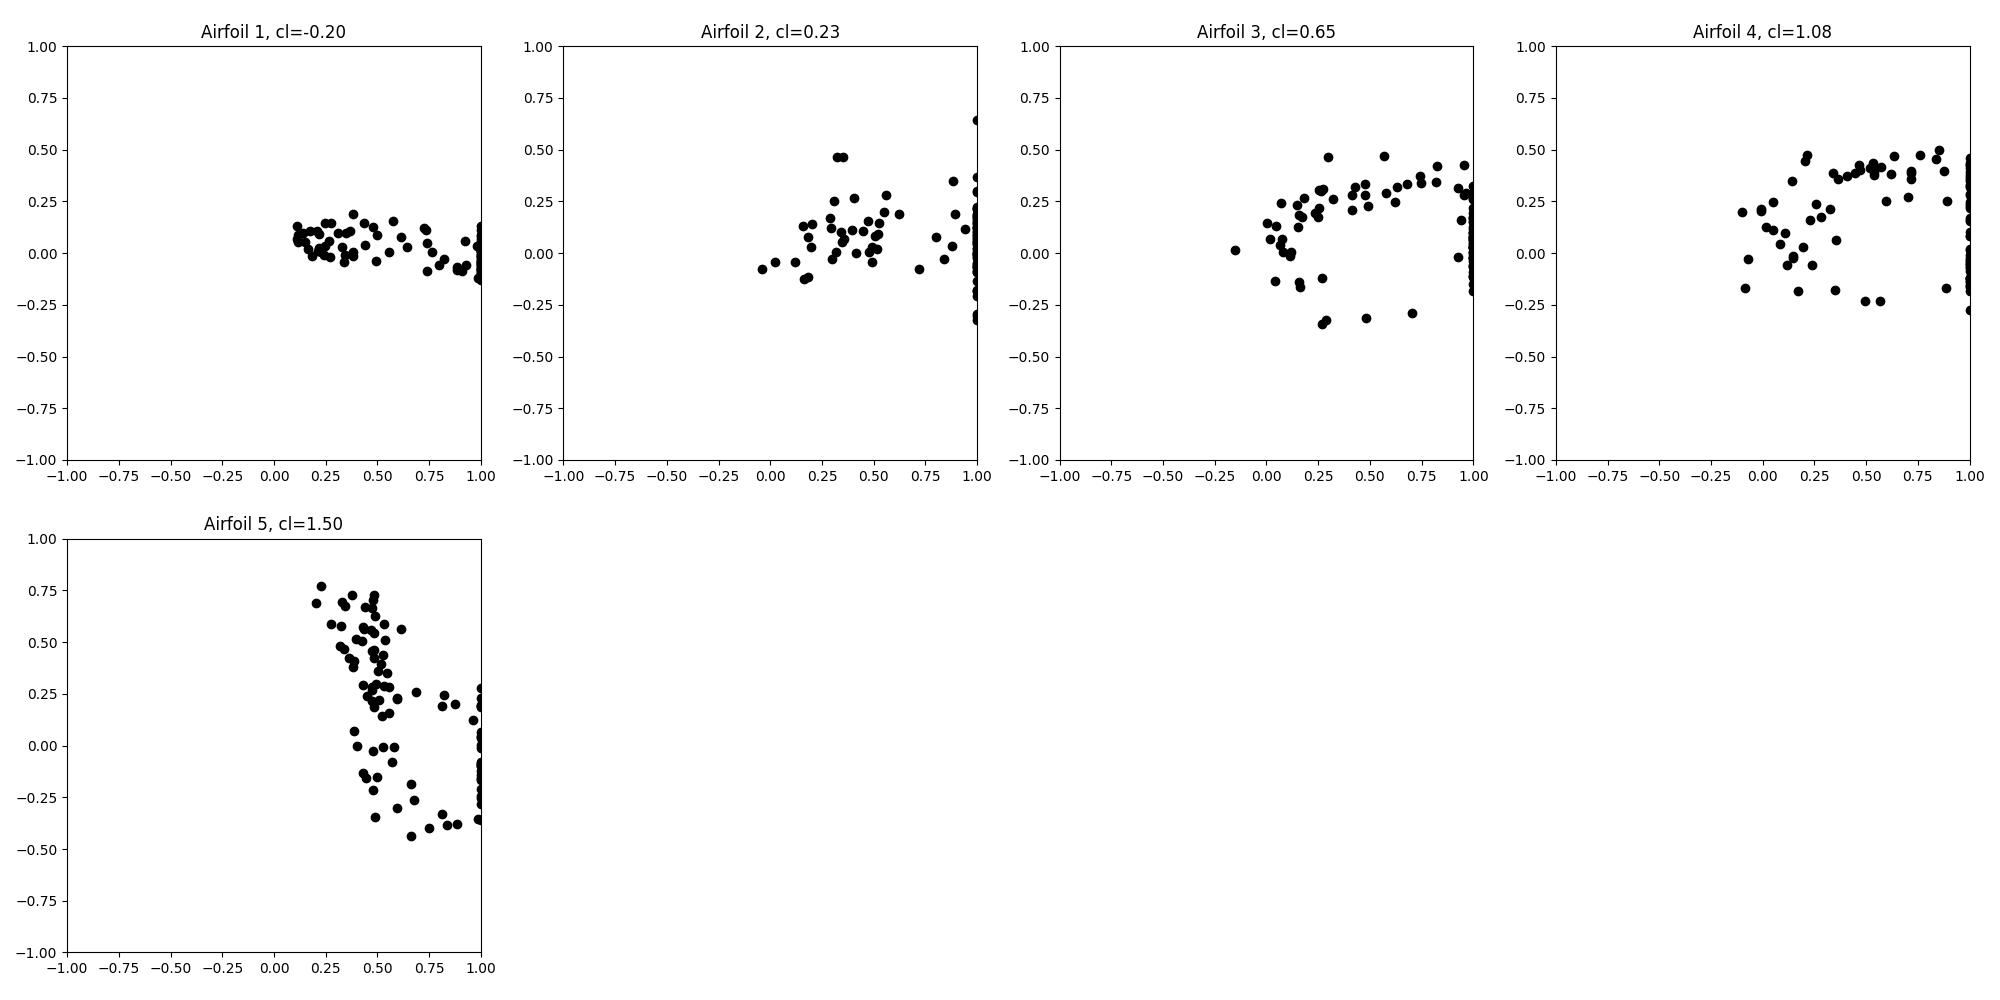 Airfoil 1, cl=-0.20
Airfoil 2, cl=0.23
Airfoil 3, cl=0.65
Airfoil 4, cl=1.08
1.00 1.00 1.00 1.00
0.75 0.75 0.75 0.75
0.50 0.50 0.50 0.50
0.25 0.25 0.25 0.25
0.00 0.00 0.00 0.00
−0.25 −0.25 −0.25 −0.25
−0.50 −0.50 −0.50 −0.50
−0.75 −0.75 −0.75 −0.75
−1.00 −1.00 −1.00 −1.00
−1.00 −0.75 −0.50 −0.25 0.00 0.25 0.50 0.75 1.00
−1.00 −0.75 −0.50 −0.25 0.00 0.25 0.50 0.75 1.00
−1.00 −0.75 −0.50 −0.25 0.00 0.25 0.50 0.75 1.00
−1.00 −0.75 −0.50 −0.25 0.00 0.25 0.50 0.75 1.00
Airfoil 5, cl=1.50
1.00
0.75
0.50
0.25
0.00
−0.25
−0.50
−0.75
−1.00
−1.00 −0.75 −0.50 −0.25 0.00 0.25 0.50 0.75 1.00